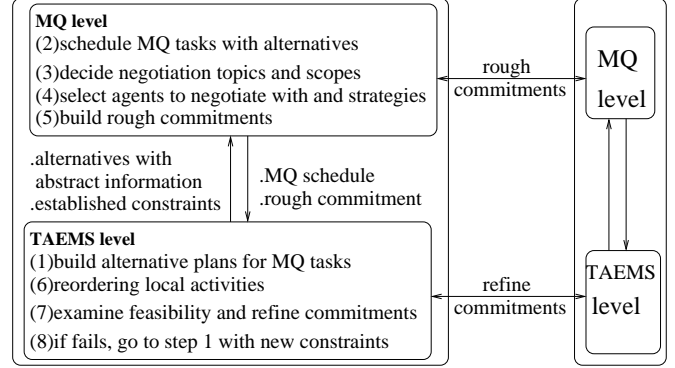 MQ level
(2)schedule MQ tasks with alternatives
(3)decide negotiation topics and scopes
(4)select agents to negotiate with and strategies
(5)build rough commitments
rough
commitments
MQ
level
.alternatives with
abstract information
.established constraints
.MQ schedule
.rough commitment
TAEMS level
(1)build alternative plans for MQ tasks
(6)reordering local activities
(7)examine feasibility and refine commitments
(8)if fails, go to step 1 with new constraints
refine
commitments
TAEMS
level